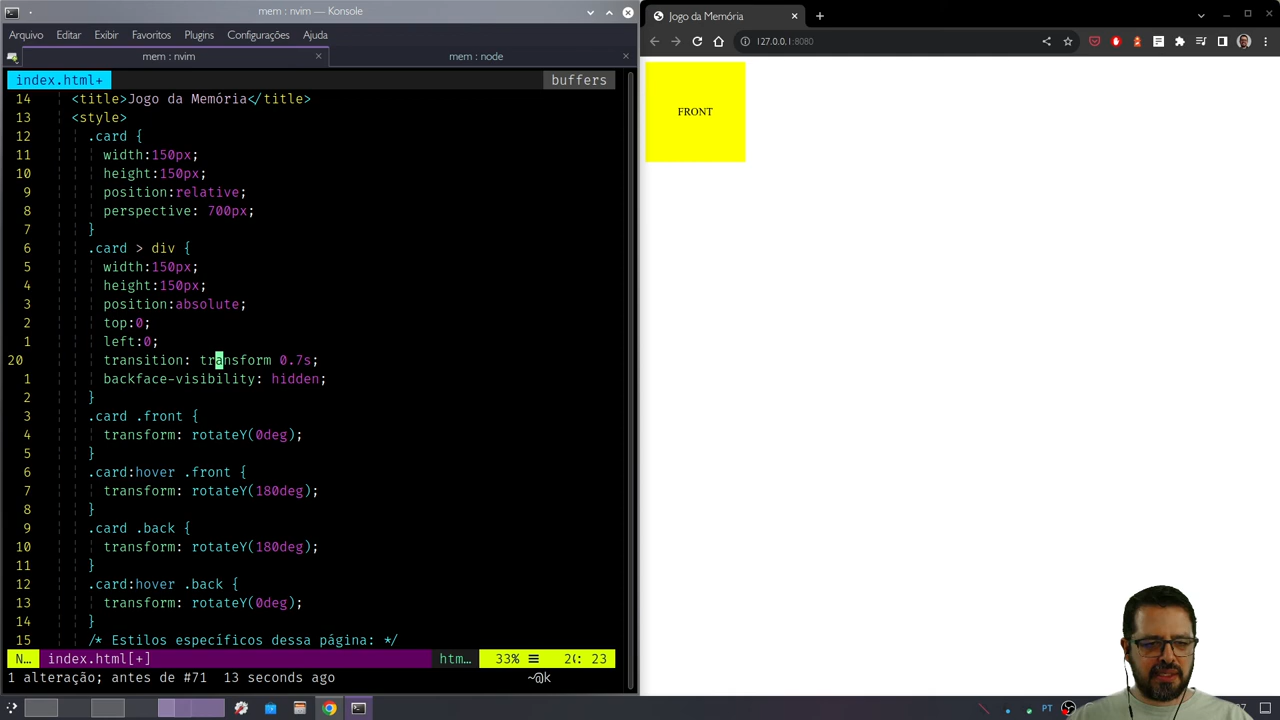 mem : nvim — Konsole
Arquivo Editar Exibir Favoritos Plugins Configurações Ajuda
mem : nvim
mem : node
index.html+
buffers
14 <title>Jogo da Memória</title>
13 <style>
12 .card {
11 width:150px;
10 height:150px;
9 position:relative;
8 perspective: 700px;
7 }
6 .card > div {
5 width:150px;
4 height:150px;
3 position:absolute;
2 top:0;
1 left:0;
20 transition: transform 0.7s;
1 backface-visibility: hidden;
2 }
3 .card .front {
4 transform: rotateY(0deg);
5 }
6 .card:hover .front {
7 transform: rotateY(180deg);
8 }
9 .card .back {
10 transform: rotateY(180deg);
11 }
12 .card:hover .back {
13 transform: rotateY(0deg);
14 }
15 /* Estilos específicos dessa página: */
N… index.html[+] htm… 33% 2(: 23
1 alteração; antes de #71 13 seconds ago ~@k
Jogo da Memória
127.0.0.1:8080
FRONT
PT